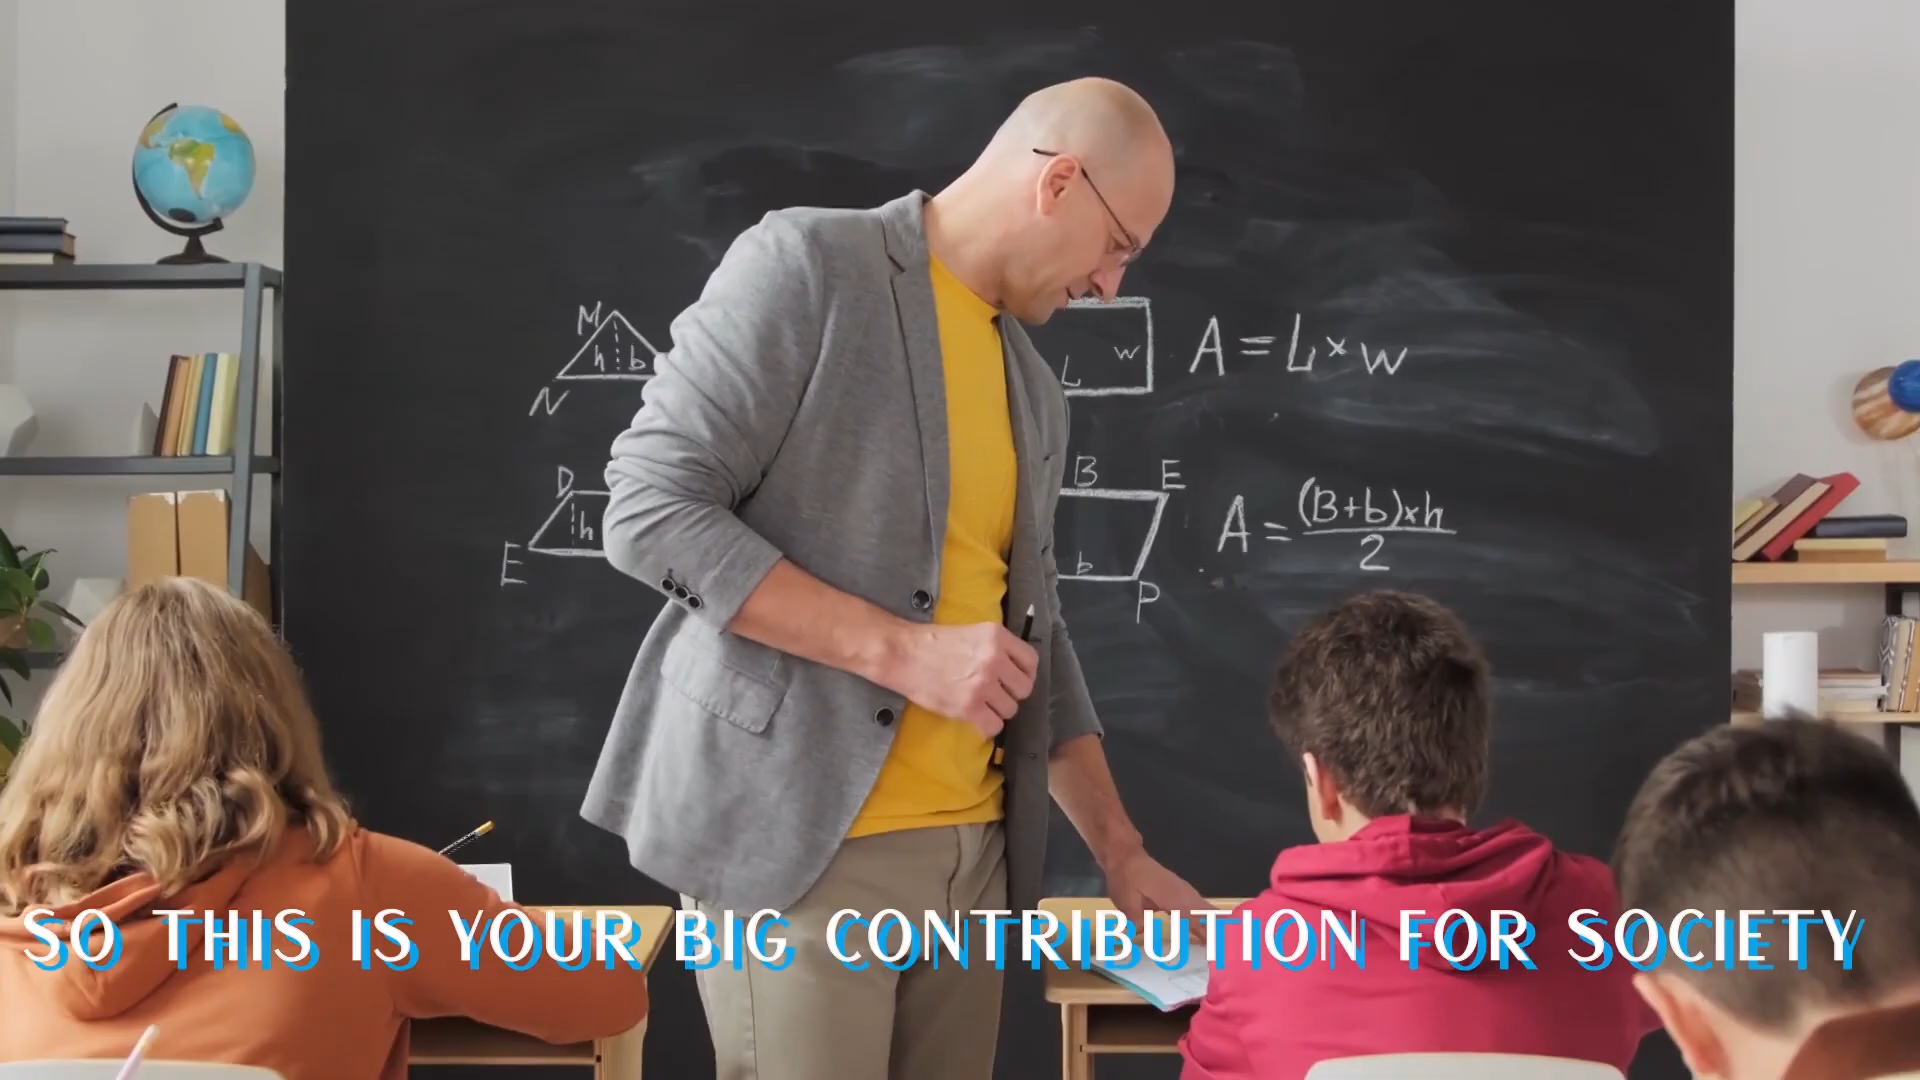 M
h b
N
L
w
A = L×w
D
h
E
B
E
b
P
A = (B+b)×h
2
SO THIS IS YOUR BIG CONTRIBUTION FOR SOCIETY